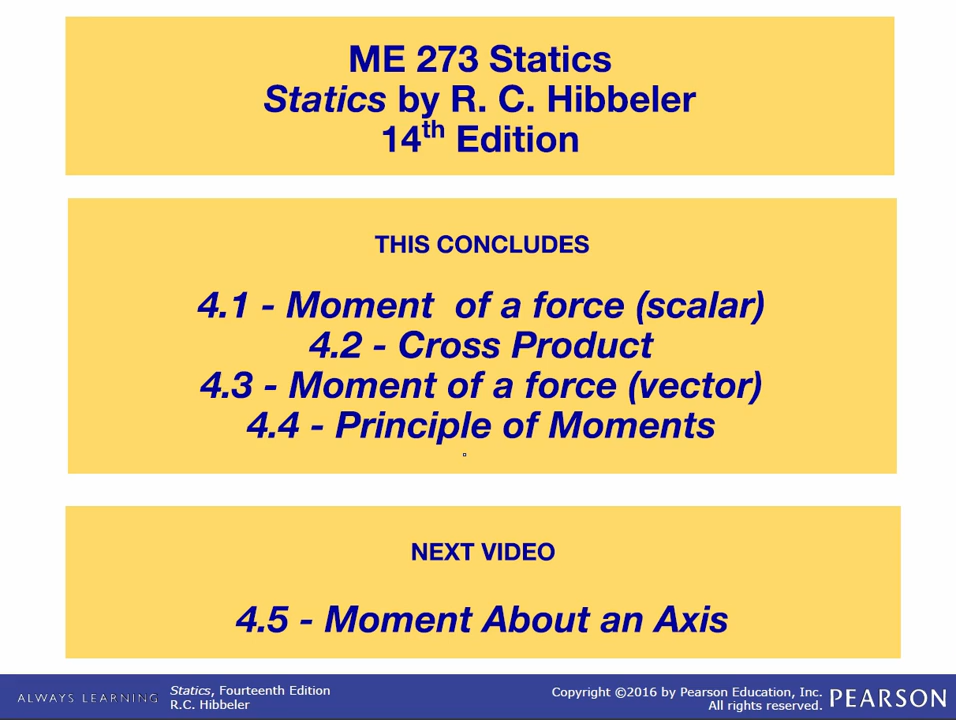 ME 273 Statics
Statics by R. C. Hibbeler
14th Edition
THIS CONCLUDES
4.1 - Moment of a force (scalar)
4.2 - Cross Product
4.3 - Moment of a force (vector)
4.4 - Principle of Moments
NEXT VIDEO
4.5 - Moment About an Axis
ALWAYS LEARNING
Statics, Fourteenth Edition
R.C. Hibbeler
Copyright ©2016 by Pearson Education, Inc.
All rights reserved.
PEARSON